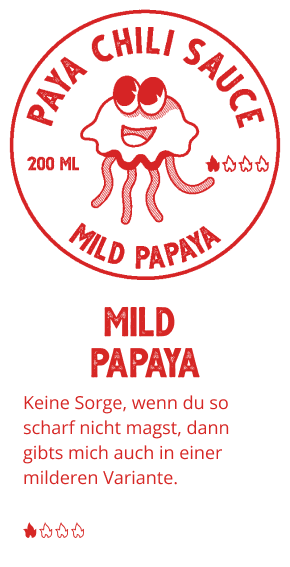 PAYA CHILI SAUCE
200 ML
MILD PAPAYA
MILD
PAPAYA
Keine Sorge, wenn du so
scharf nicht magst, dann
gibts mich auch in einer
milderen Variante.